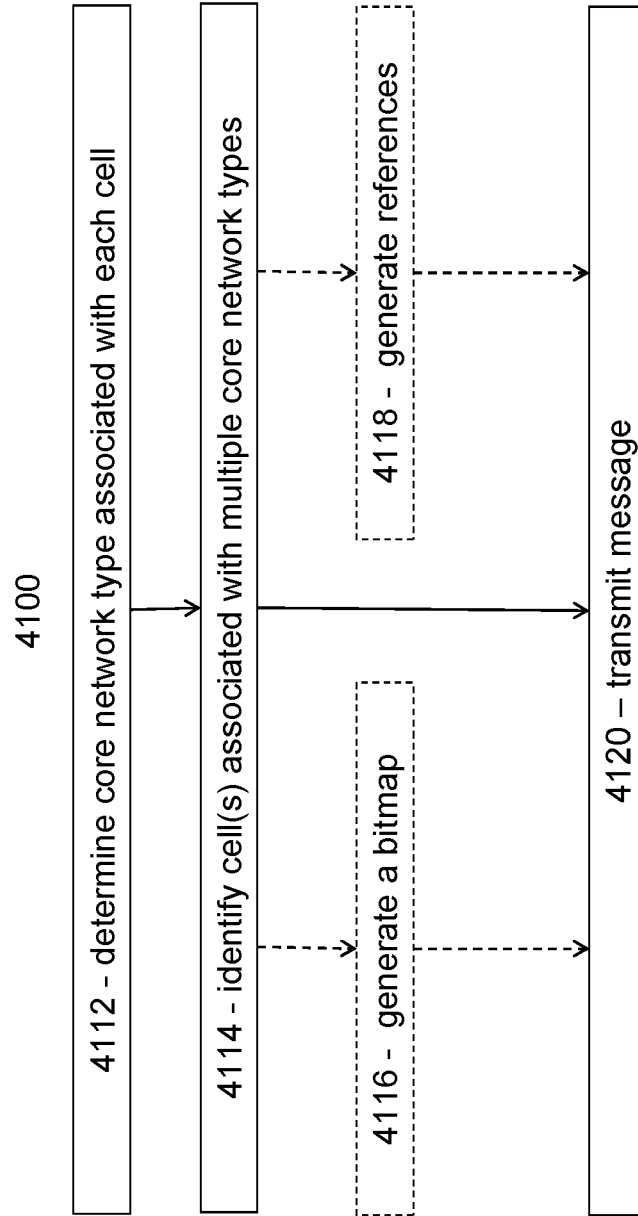 4100
4112 - determine core network type associated with each cell
4114 - identify cell(s) associated with multiple core network types
4116 - generate a bitmap
4118 - generate references
4120 – transmit message